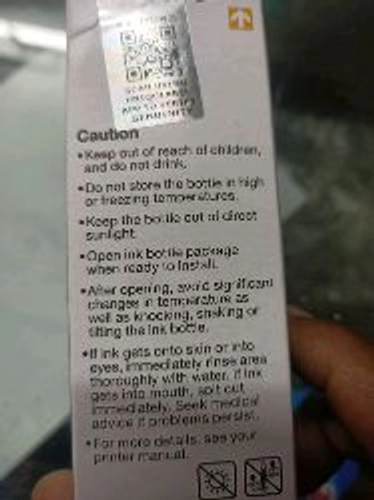 Caution
•Keep out of reach of children,
and do not drink.
•Do not store the bottle in high
or freezing temperatures.
•Keep the bottle out of direct
sunlight.
•Open ink bottle package
when ready to install.
•After opening, avoid significant
changes in temperature as
well as knocking, shaking or
tilting the ink bottle.
•If ink gets onto skin or into
eyes, immediately rinse area
thoroughly with water. If ink
gets into mouth, spit out
immediately. Seek medical
advice if problems persist.
•For more details, see your
printer manual.